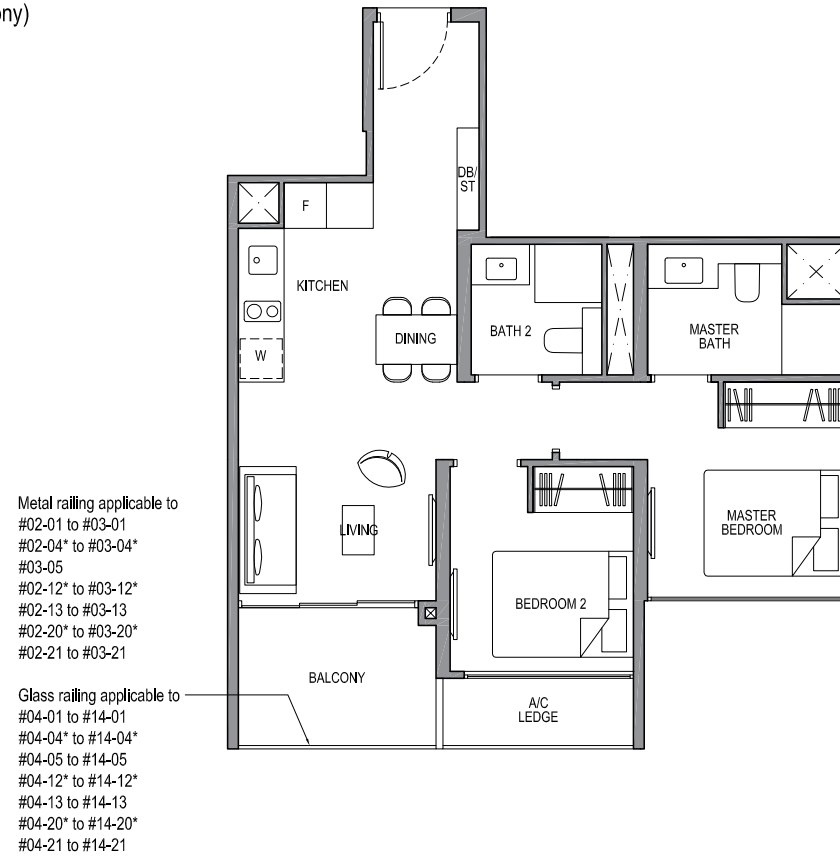 ony)
DB/
ST
F
KITCHEN
DINING
BATH 2
MASTER
BATH
W
LIVING
MASTER
BEDROOM
BEDROOM 2
BALCONY
A/C
LEDGE
Metal railing applicable to
#02-01 to #03-01
#02-04* to #03-04*
#03-05
#02-12* to #03-12*
#02-13 to #03-13
#02-20* to #03-20*
#02-21 to #03-21
Glass railing applicable to
#04-01 to #14-01
#04-04* to #14-04*
#04-05 to #14-05
#04-12* to #14-12*
#04-13 to #14-13
#04-20* to #14-20*
#04-21 to #14-21